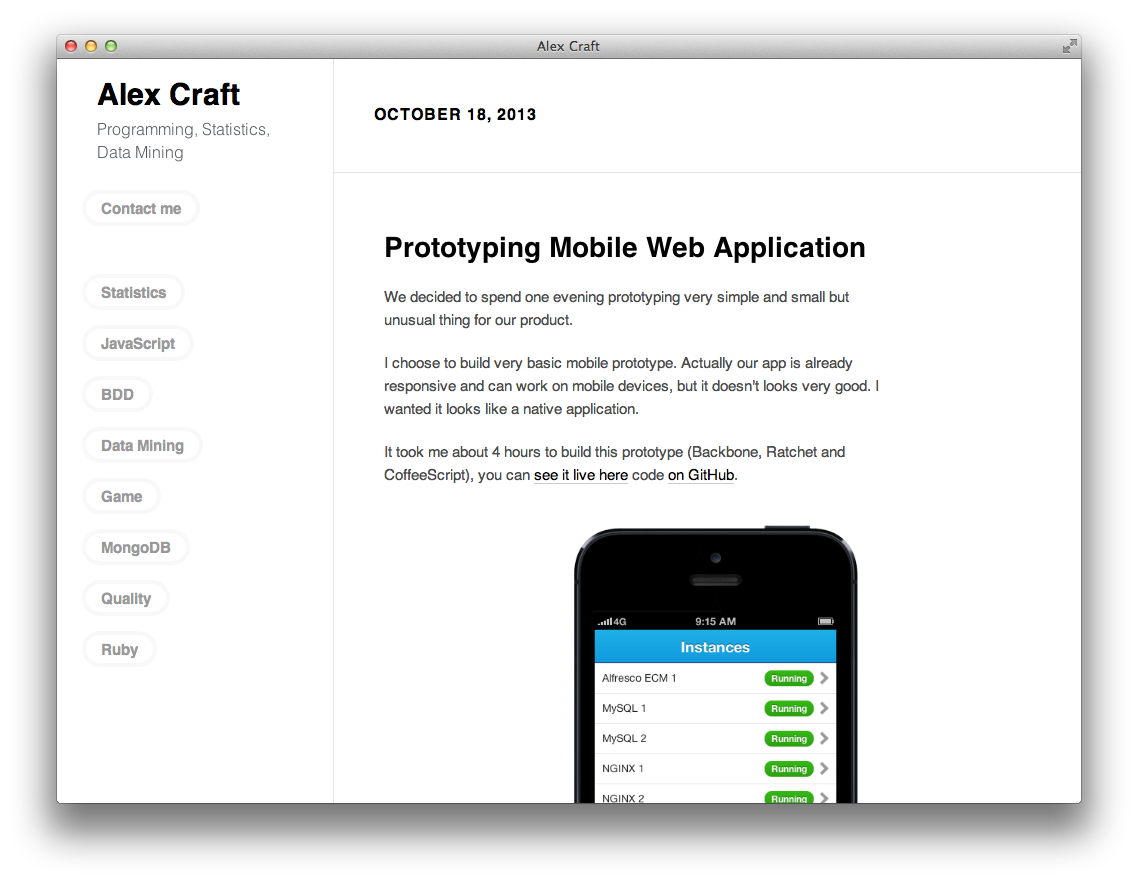 Alex Craft
Alex Craft
Programming, Statistics,
Data Mining
Contact me
Statistics
JavaScript
BDD
Data Mining
Game
MongoDB
Quality
Ruby
OCTOBER 18, 2013
Prototyping Mobile Web Application
We decided to spend one evening prototyping very simple and small but
unusual thing for our product.
I choose to build very basic mobile prototype. Actually our app is already
responsive and can work on mobile devices, but it doesn't looks very good. I
wanted it looks like a native application.
It took me about 4 hours to build this prototype (Backbone, Ratchet and
CoffeeScript), you can see it live here code on GitHub.
4G 9:15 AM
Instances
Alfresco ECM 1 Running
MySQL 1 Running
MySQL 2 Running
NGINX 1 Running
NGINX 2 Running